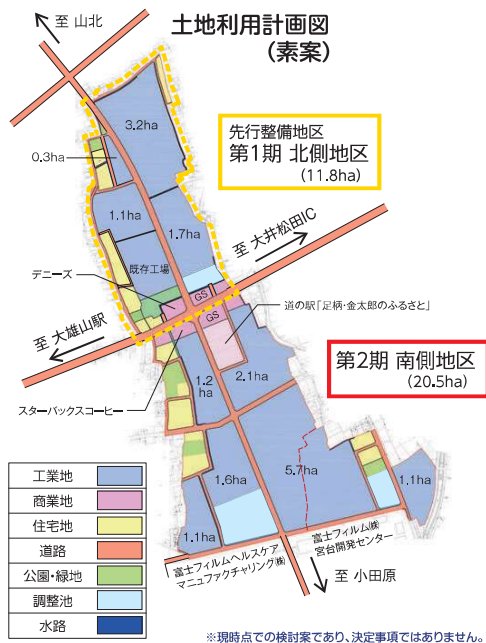 至 山北
土地利用計画図
(素案)
3.2ha
先行整備地区
第1期 北側地区
(11.8ha)
0.3ha
1.1ha
1.7ha
至 大井松田IC
既存工場
デニーズ
GS
GS
道の駅「足柄・金太郎のふるさと」
至 大雄山駅
第2期 南側地区
(20.5ha)
1.2
ha
2.1ha
スターバックスコーヒー
1.6ha
5.7ha
1.1ha
1.1ha
工業地
商業地
住宅地
道路
公園・緑地
調整池
水路
富士フイルムヘルスケア
マニュファクチャリング㈱
富士フイルム㈱
宮台開発センター
至 小田原
※現時点での検討案であり、決定事項ではありません。